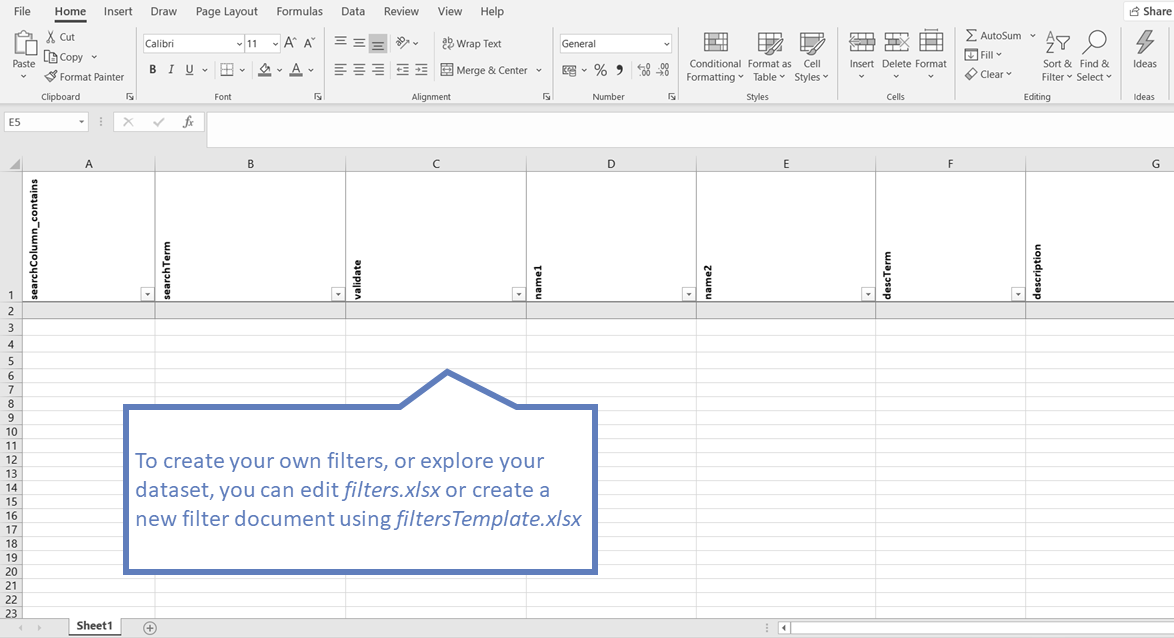 File Home Insert Draw Page Layout Formulas Data Review View Help Share
Cut
Copy
Format Painter
Paste
Clipboard
Calibri 11
B I U
Font
Wrap Text
Merge & Center
Alignment
General
Number
Conditional
Formatting
Format as
Table
Cell
Styles
Styles
Insert Delete Format
Cells
AutoSum
Fill
Clear
Sort &
Filter
Find &
Select
Editing
Ideas
Ideas
E5
fx
A B C D E F G
1
searchColumn_contains
searchTerm
validate
name1
name2
descTerm
description
2
3
4
5
6
7
8
9
10
11
12
13
14
15
16
17
18
19
20
21
22
23
To create your own filters, or explore your
dataset, you can edit filters.xlsx or create a
new filter document using filtersTemplate.xlsx
Sheet1